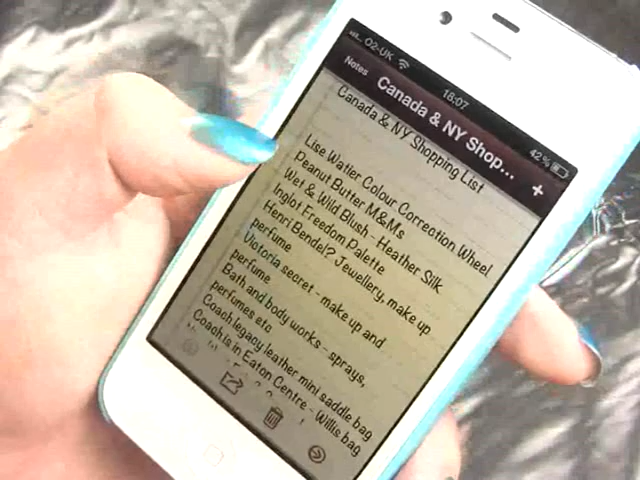 O2-UK 18:07 42%
Notes Canada & NY Shop... +
Canada & NY Shopping List
Lise Watier Colour Correction Wheel
Peanut Butter M&Ms
Wet & Wild Blush - Heather Silk
Inglot Freedom Palette
Henri Bendel? Jewellery, make up
perfume
Victoria secret - make up and
perfume
Bath and body works - sprays,
perfumes etc
Coach legacy leather mini saddle bag
Coach is in Eaton Centre - Willis bag